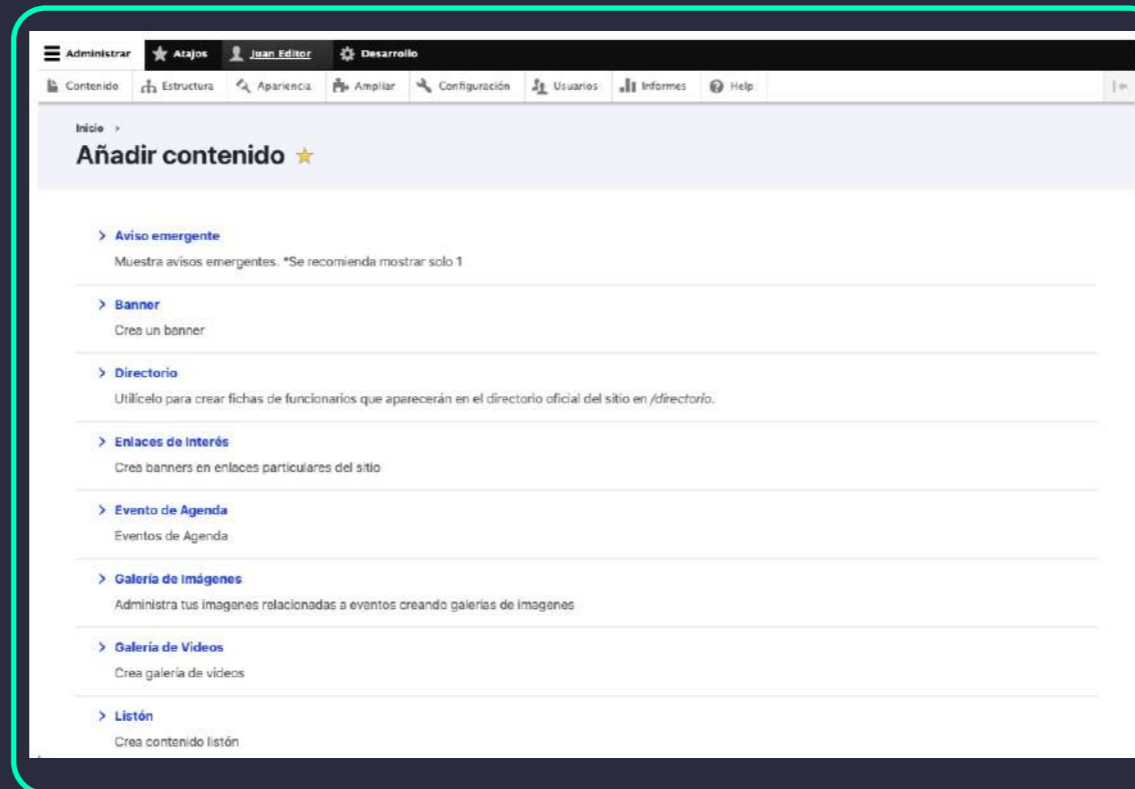 Administrar Atajos Juan Editor Desarrollo
Contenido Estructura Apariencia Ampliar Configuración Usuarios Informes Help
Inicio >
Añadir contenido
> Aviso emergente
Muestra avisos emergentes. *Se recomienda mostrar solo 1
> Banner
Crea un banner
> Directorio
Utilícelo para crear fichas de funcionarios que aparecerán en el directorio oficial del sitio en /directorio.
> Enlaces de Interés
Crea banners en enlaces particulares del sitio
> Evento de Agenda
Eventos de Agenda
> Galería de Imágenes
Administra tus imagenes relacionadas a eventos creando galerias de imagenes
> Galería de Videos
Crea galería de videos
> Listón
Crea contenido listón